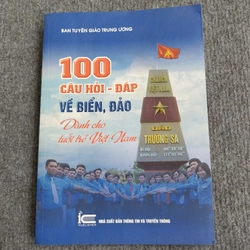 BAN TUYÊN GIÁO TRUNG ƯƠNG
100
CÂU HỎI - ĐÁP
VỀ BIỂN, ĐẢO
Dành cho
tuổi trẻ Việt Nam
TRƯỜNG SA
NHÀ XUẤT BẢN THÔNG TIN VÀ TRUYỀN THÔNG